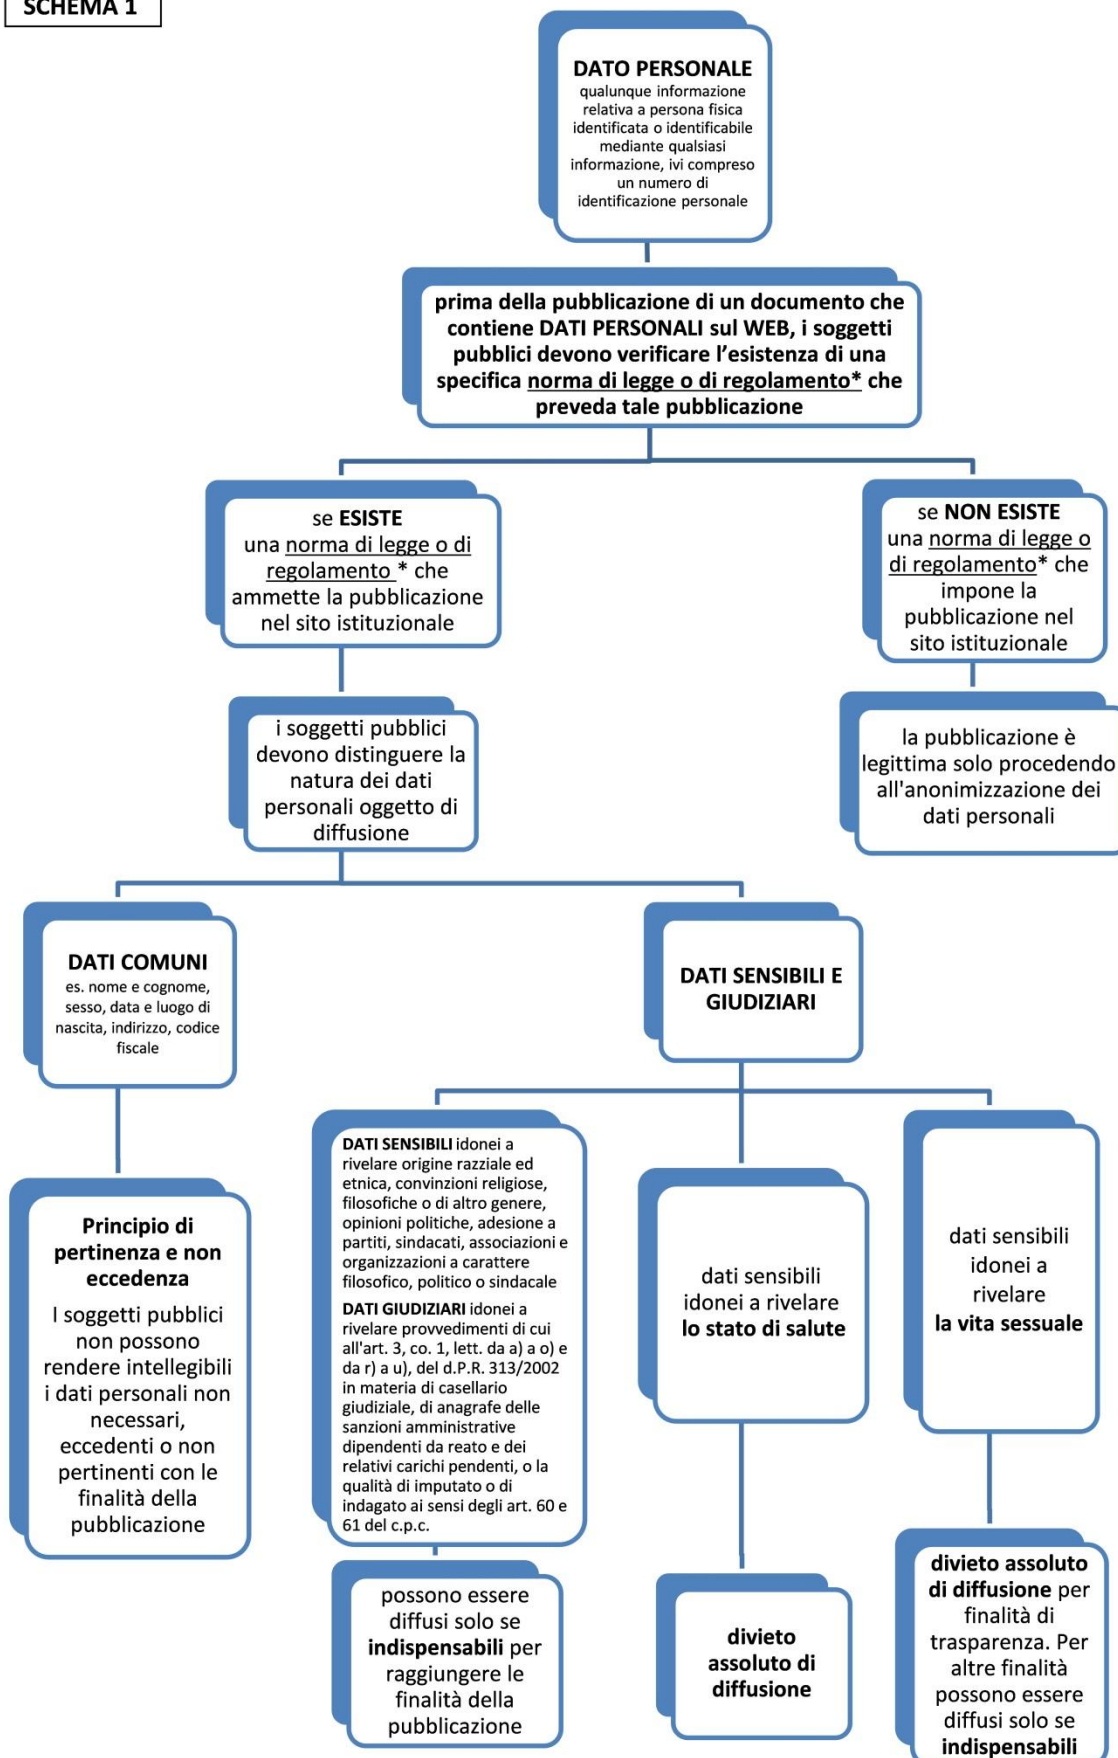 SCHEMA 1
DATO PERSONALE
qualunque informazione
relativa a persona fisica
identificata o identificabile
mediante qualsiasi
informazione, ivi compreso
un numero di
identificazione personale
prima della pubblicazione di un documento che
contiene DATI PERSONALI sul WEB, i soggetti
pubblici devono verificare l'esistenza di una
specifica norma di legge o di regolamento* che
preveda tale pubblicazione
se ESISTE
una norma di legge o di
regolamento * che
ammette la pubblicazione
nel sito istituzionale
se NON ESISTE
una norma di legge o
di regolamento* che
impone la
pubblicazione nel
sito istituzionale
i soggetti pubblici
devono distinguere la
natura dei dati
personali oggetto di
diffusione
la pubblicazione è
legittima solo procedendo
all'anonimizzazione dei
dati personali
DATI COMUNI
es. nome e cognome,
sesso, data e luogo di
nascita, indirizzo, codice
fiscale
DATI SENSIBILI E
GIUDIZIARI
Principio di
pertinenza e non
eccedenza
I soggetti pubblici
non possono
rendere intellegibili
i dati personali non
necessari,
eccedenti o non
pertinenti con le
finalità della
pubblicazione
DATI SENSIBILI idonei a
rivelare origine razziale ed
etnica, convinzioni religiose,
filosofiche o di altro genere,
opinioni politiche, adesione a
partiti, sindacati, associazioni e
organizzazioni a carattere
filosofico, politico o sindacale
DATI GIUDIZIARI idonei a
rivelare provvedimenti di cui
all'art. 3, co. 1, lett. da a) a o) e
da r) a u), del d.P.R. 313/2002
in materia di casellario
giudiziale, di anagrafe delle
sanzioni amministrative
dipendenti da reato e dei
relativi carichi pendenti, o la
qualità di imputato o di
indagato ai sensi degli art. 60 e
61 del c.p.c.
dati sensibili
idonei a rivelare
lo stato di salute
dati sensibili
idonei a
rivelare
la vita sessuale
possono essere
diffusi solo se
indispensabili per
raggiungere le
finalità della
pubblicazione
divieto
assoluto di
diffusione
divieto assoluto
di diffusione per
finalità di
trasparenza. Per
altre finalità
possono essere
diffusi solo se
indispensabili